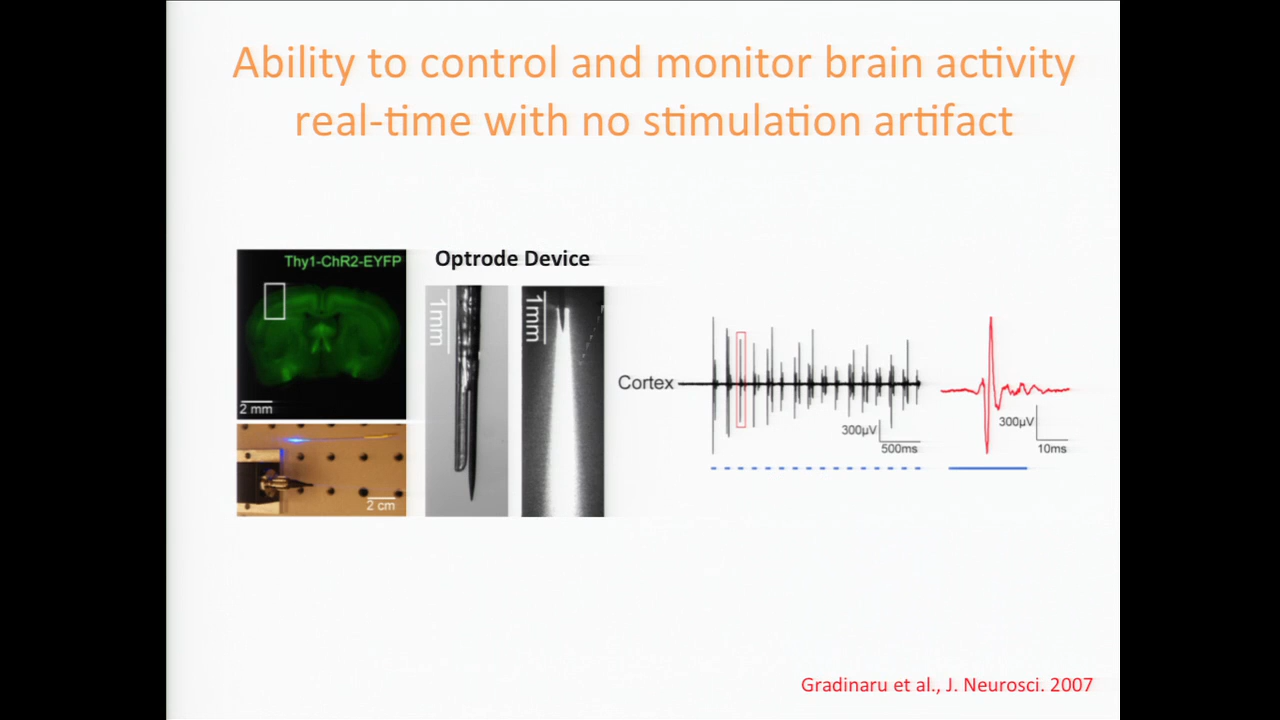 Ability to control and monitor brain activity
real-time with no stimulation artifact
Thy1-ChR2-EYFP
2 mm
2 cm
Optrode Device
1mm
1mm
Cortex
300µV
500ms
300µV
10ms
Gradinaru et al., J. Neurosci. 2007